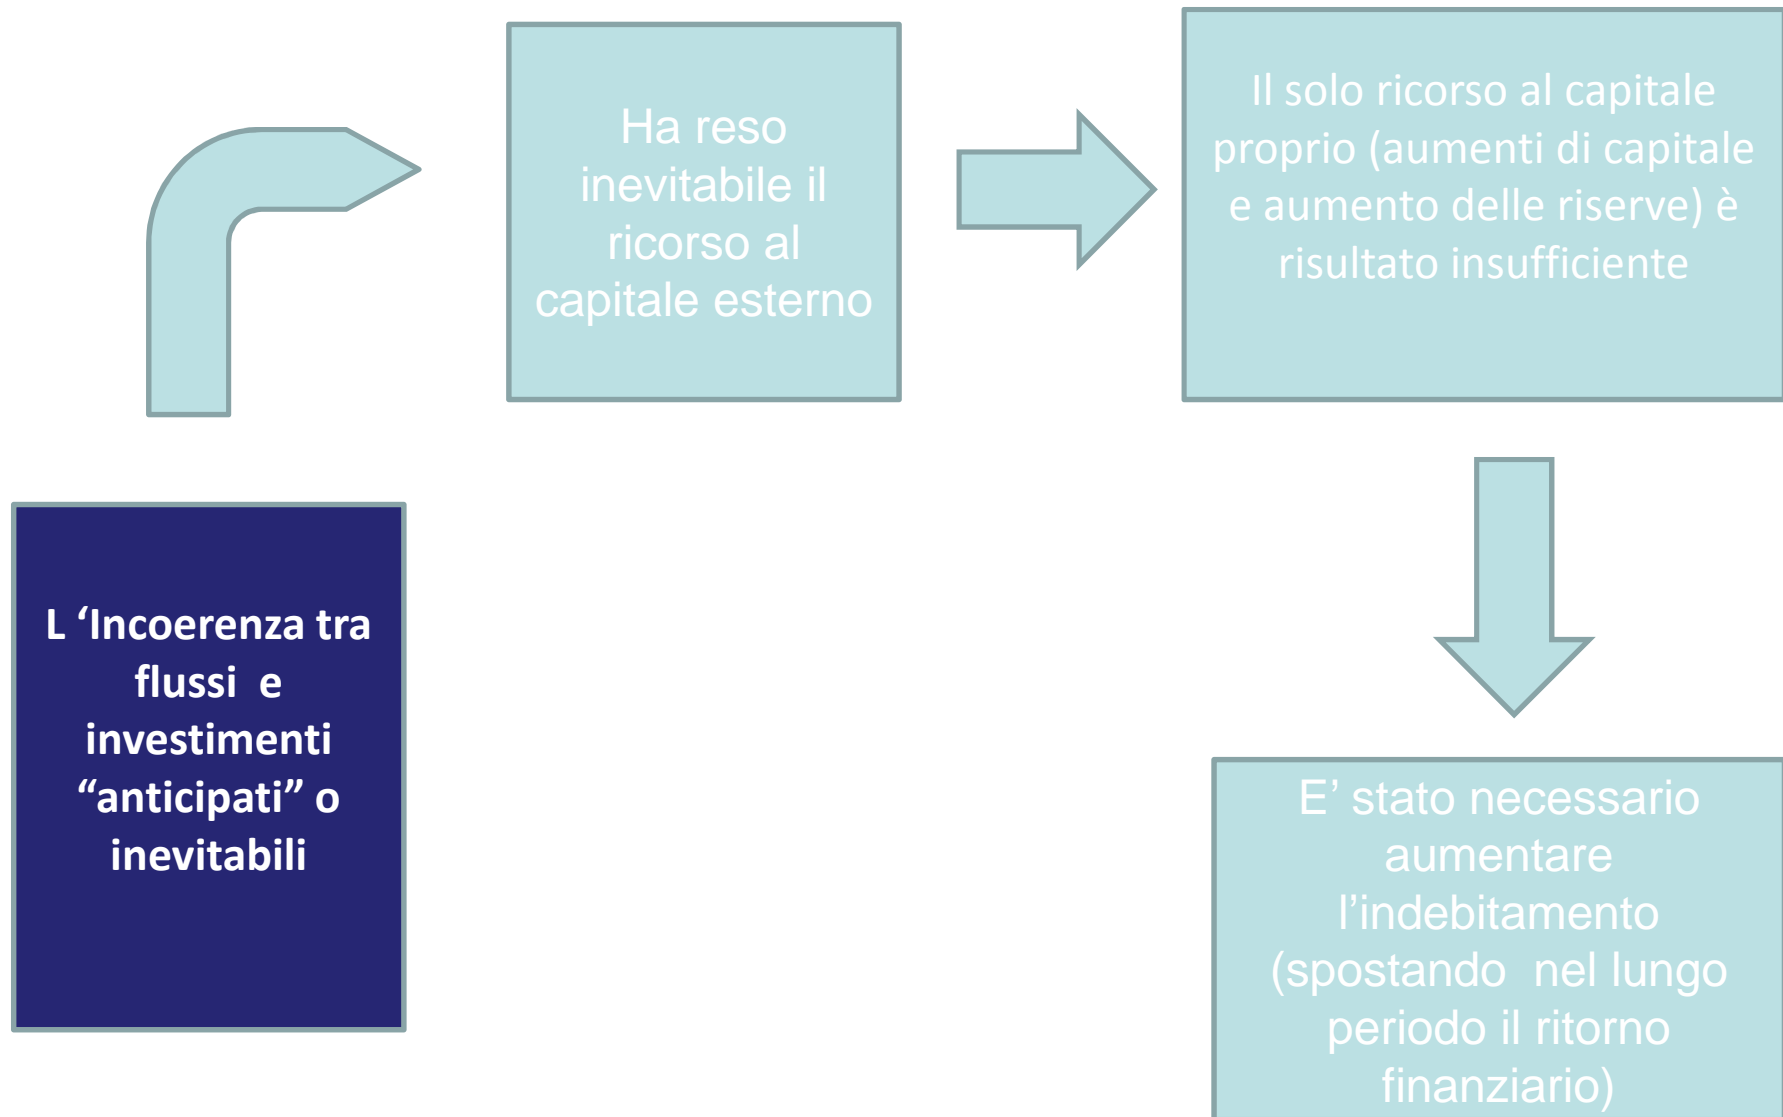 L ‘Incoerenza tra
flussi  e
investimenti
“anticipati” o
inevitabili
Ha reso
inevitabile il
ricorso al
capitale esterno
Il solo ricorso al capitale
proprio (aumenti di capitale
e aumento delle riserve) è
risultato insufficiente
E’ stato necessario
aumentare
l’indebitamento
(spostando  nel lungo
periodo il ritorno
finanziario)